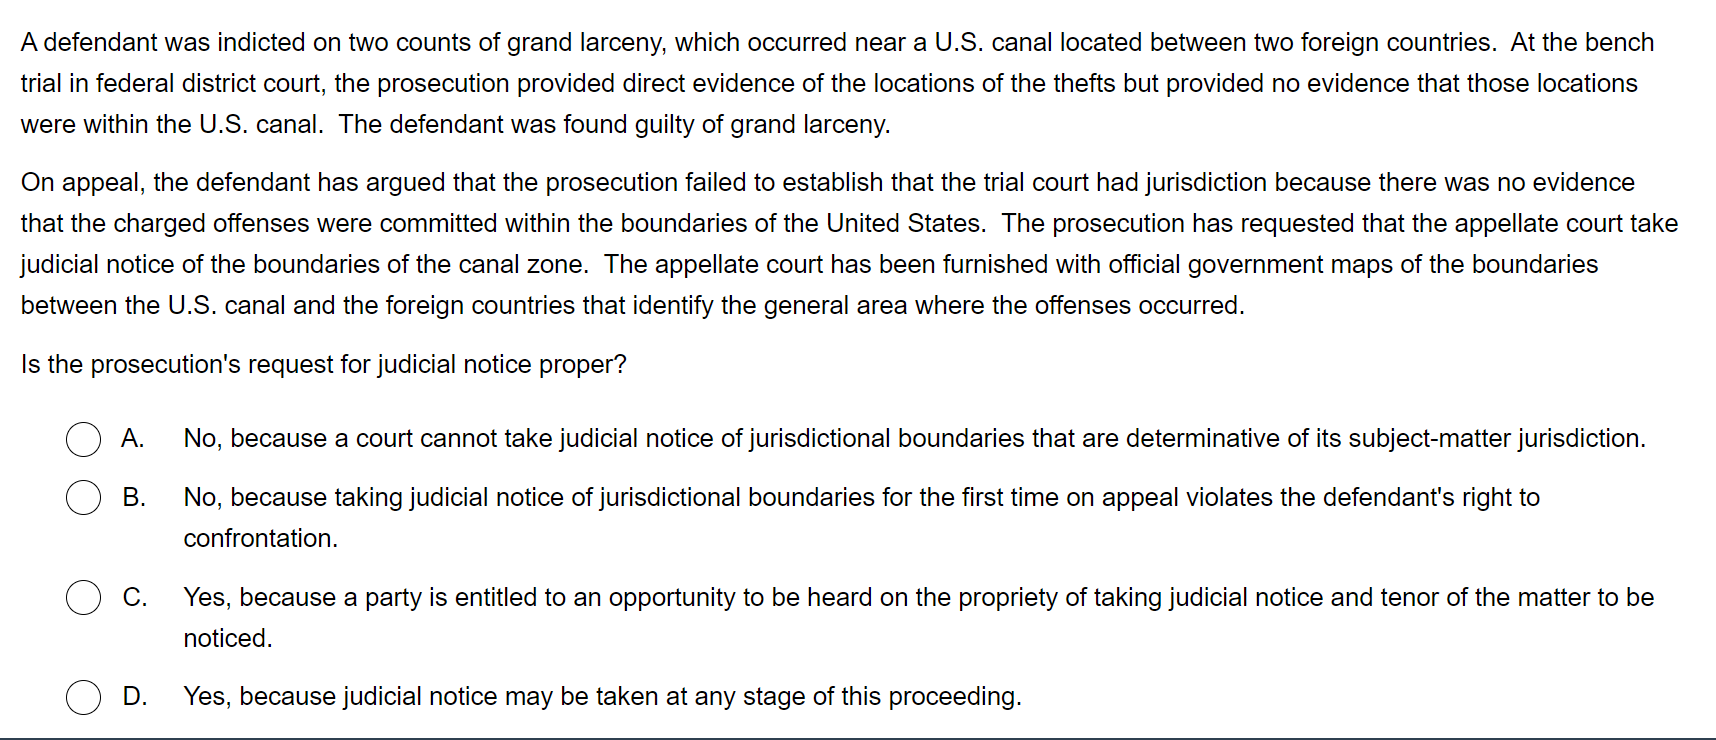 A defendant was indicted on two counts of grand larceny, which occurred near a U.S. canal located between two foreign countries.  At the bench
trial in federal district court, the prosecution provided direct evidence of the locations of the thefts but provided no evidence that those locations
were within the U.S. canal.  The defendant was found guilty of grand larceny.
On appeal, the defendant has argued that the prosecution failed to establish that the trial court had jurisdiction because there was no evidence
that the charged offenses were committed within the boundaries of the United States.  The prosecution has requested that the appellate court take
judicial notice of the boundaries of the canal zone.  The appellate court has been furnished with official government maps of the boundaries
between the U.S. canal and the foreign countries that identify the general area where the offenses occurred.
Is the prosecution's request for judicial notice proper?
A. No, because a court cannot take judicial notice of jurisdictional boundaries that are determinative of its subject-matter jurisdiction.
B. No, because taking judicial notice of jurisdictional boundaries for the first time on appeal violates the defendant's right to
confrontation.
C. Yes, because a party is entitled to an opportunity to be heard on the propriety of taking judicial notice and tenor of the matter to be
noticed.
D. Yes, because judicial notice may be taken at any stage of this proceeding.